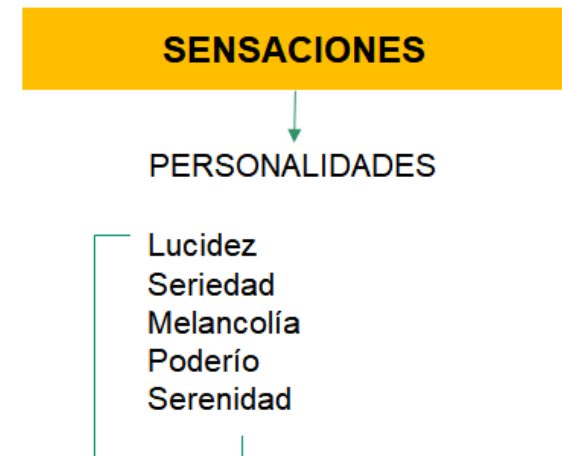 SENSACIONES
PERSONALIDADES
Lucidez
Seriedad
Melancolía
Poderío
Serenidad